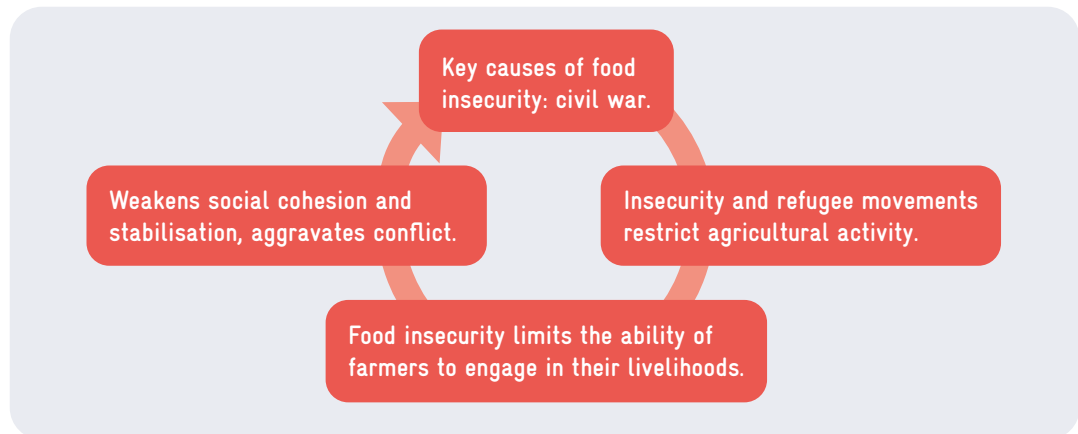 Key causes of food
insecurity: civil war.
Insecurity and refugee movements
restrict agricultural activity.
Food insecurity limits the ability of
farmers to engage in their livelihoods.
Weakens social cohesion and
stabilisation, aggravates conflict.